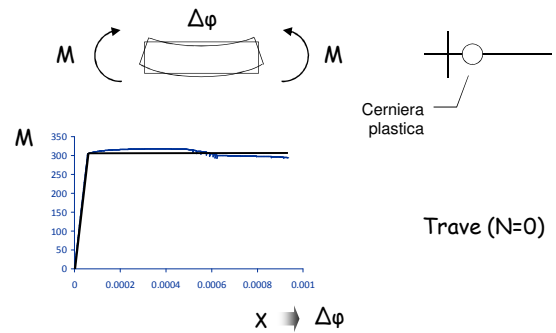 Δφ
M
M
Cerniera
plastica
M
350
300
250
200
150
100
50
0
0 0.0002 0.0004 0.0006 0.0008 0.001
Trave (N=0)
x Δφ